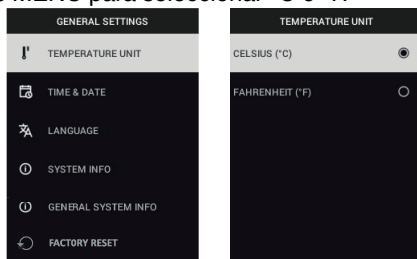 MENÚ para seleccionar °C o °F.
GENERAL SETTINGS
TEMPERATURE UNIT
TIME & DATE
LANGUAGE
SYSTEM INFO
GENERAL SYSTEM INFO
FACTORY RESET
TEMPERATURE UNIT
CELSIUS (°C)
FAHRENHEIT (°F)